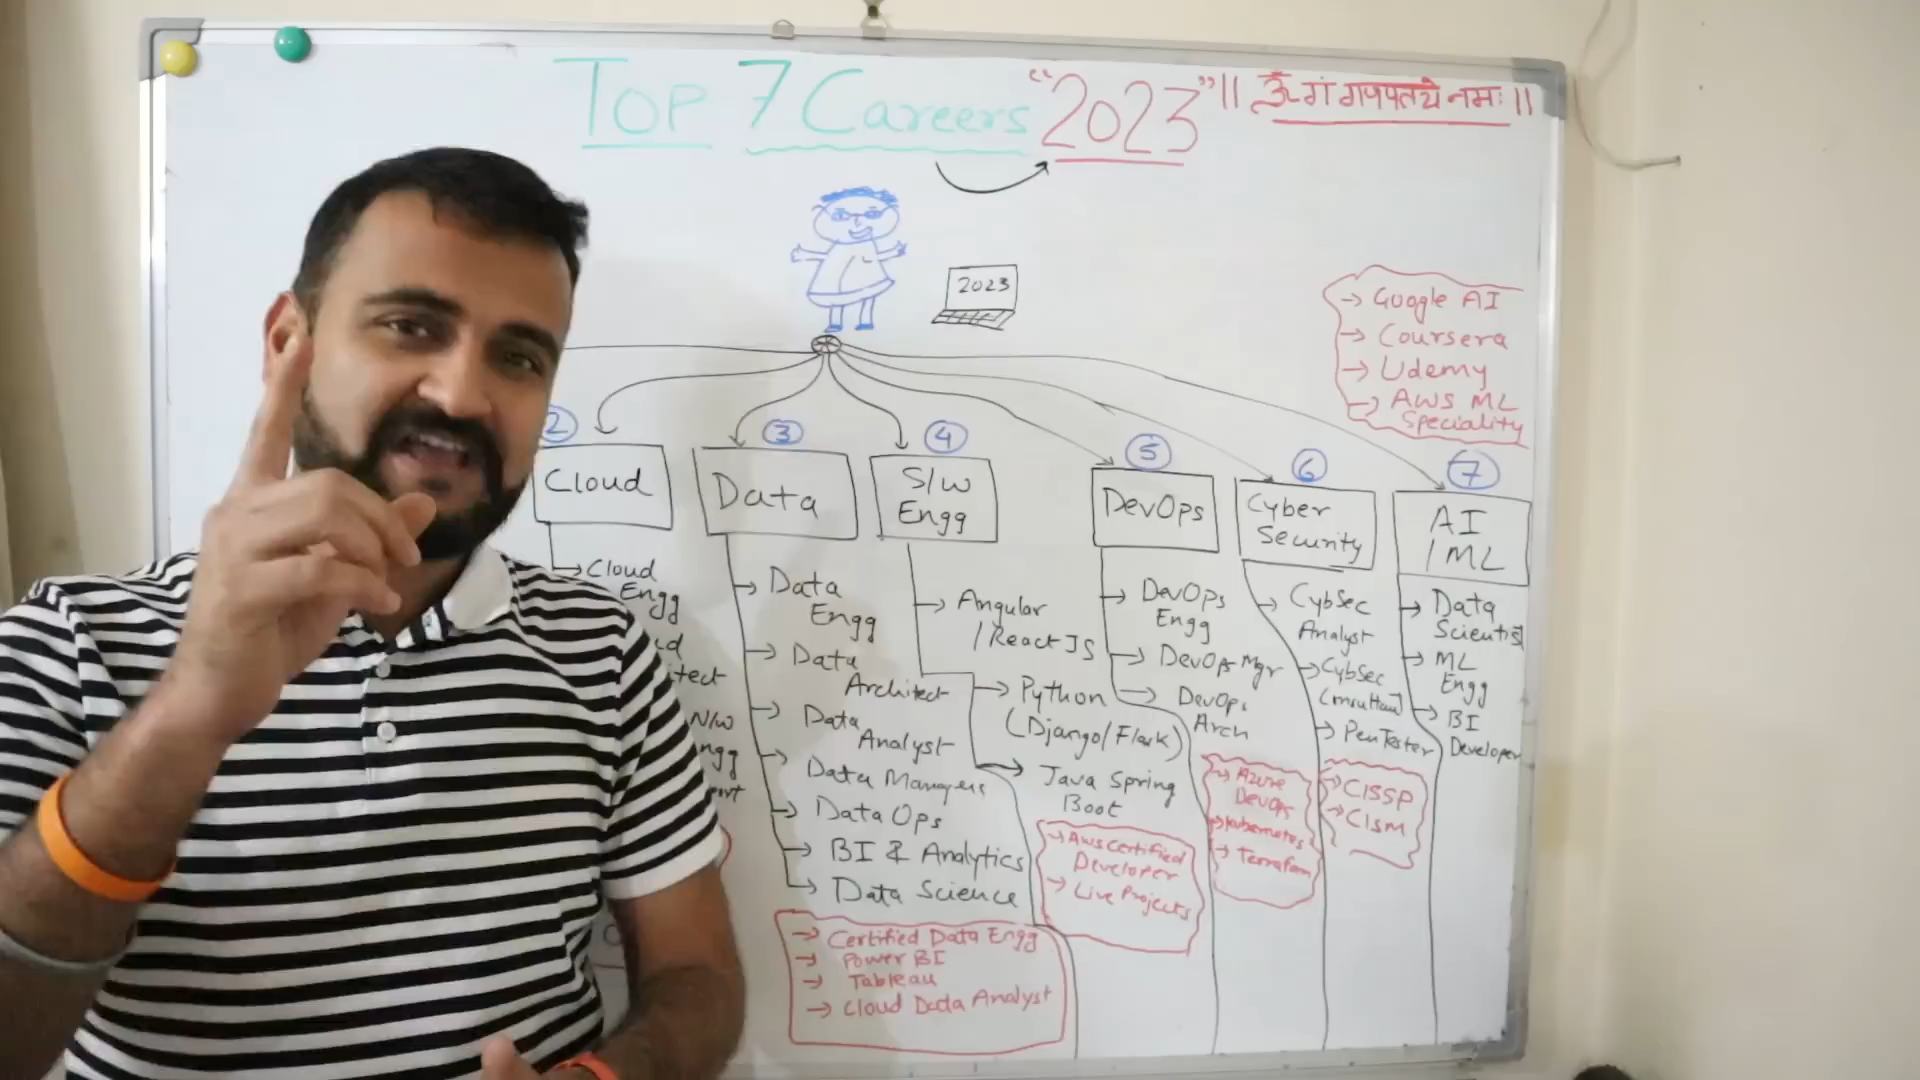 Top 7 Careers "2023" || ॐ गं गणपतये नमः ||
2023
→ Google AI
→ Coursera
→ Udemy
→ AWS ML
Speciality
2
Cloud
→ Cloud
Engg
N/W
3
Data
→ Data
Engg
→ Data
Architect
→ Data
Analyst
→ Data Managers
→ Data Ops
→ BI & Analytics
→ Data Science
→ Certified Data Engg
→ Power BI
→ Tableau
→ Cloud Data Analyst
4
S/W
Engg
→ Angular
/ReactJS
→ Python
(Django/Flask)
→ Java Spring
Boot
→ AWS Certified
Developer
→ Live Projects
5
DevOps
→ DevOps
Engg
→ DevOps Mgr
→ DevOps
Arch
→ Azure
DevOps
→ Kubernetes
→ Terraform
6
Cyber
Security
→ CybSec
Analyst
→ CybSec
→ PenTester
→ CISSP
→ CISM
7
AI
/ML
→ Data
Scientist
→ ML
Engg
→ BI
Developer